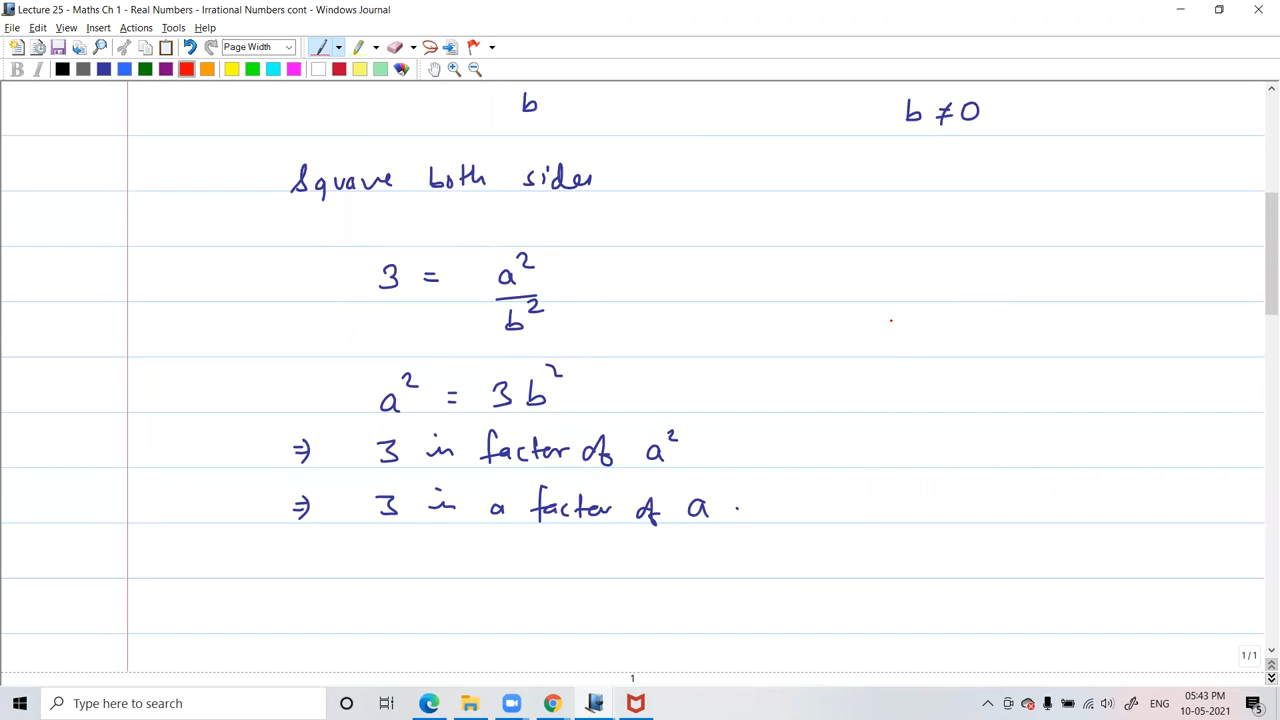 Lecture 25 - Maths Ch 1 - Real Numbers - Irrational Numbers cont - Windows Journal
File Edit View Insert Actions Tools Help
Page Width
B I
b
b ≠ 0
Square both sides
3 = a²
b²
a² = 3b²
⇒ 3 is factor of a²
⇒ 3 is a factor of a .
1/1
1
Type here to search
ENG
05:43 PM
10-05-2021
5